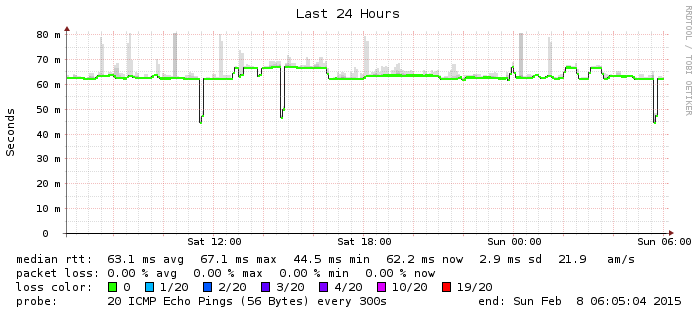 Last 24 Hours
RRDTOOL / TOBI OETIKER
Seconds
80 m
70 m
60 m
50 m
40 m
30 m
20 m
10 m
0
Sat 12:00 Sat 18:00 Sun 00:00 Sun 06:00
median rtt: 63.1 ms avg 67.1 ms max 44.5 ms min 62.2 ms now 2.9 ms sd 21.9 am/s
packet loss: 0.00 % avg 0.00 % max 0.00 % min 0.00 % now
loss color: 0 1/20 2/20 3/20 4/20 10/20 19/20
probe: 20 ICMP Echo Pings (56 Bytes) every 300s end: Sun Feb 8 06:05:04 2015